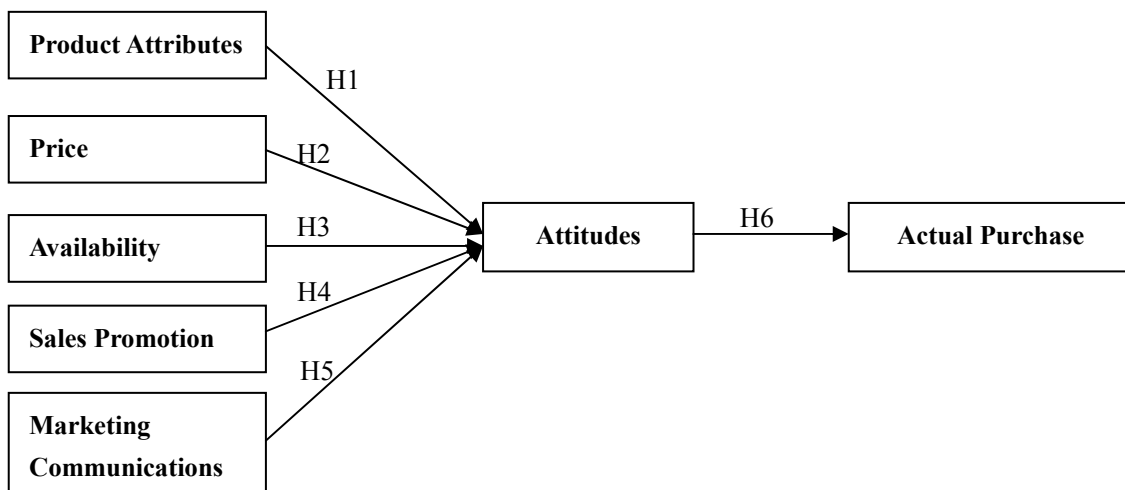 Product Attributes
H1
Price
H2
Availability
H3
Attitudes
H6
Actual Purchase
H4
Sales Promotion
H5
Marketing
Communications